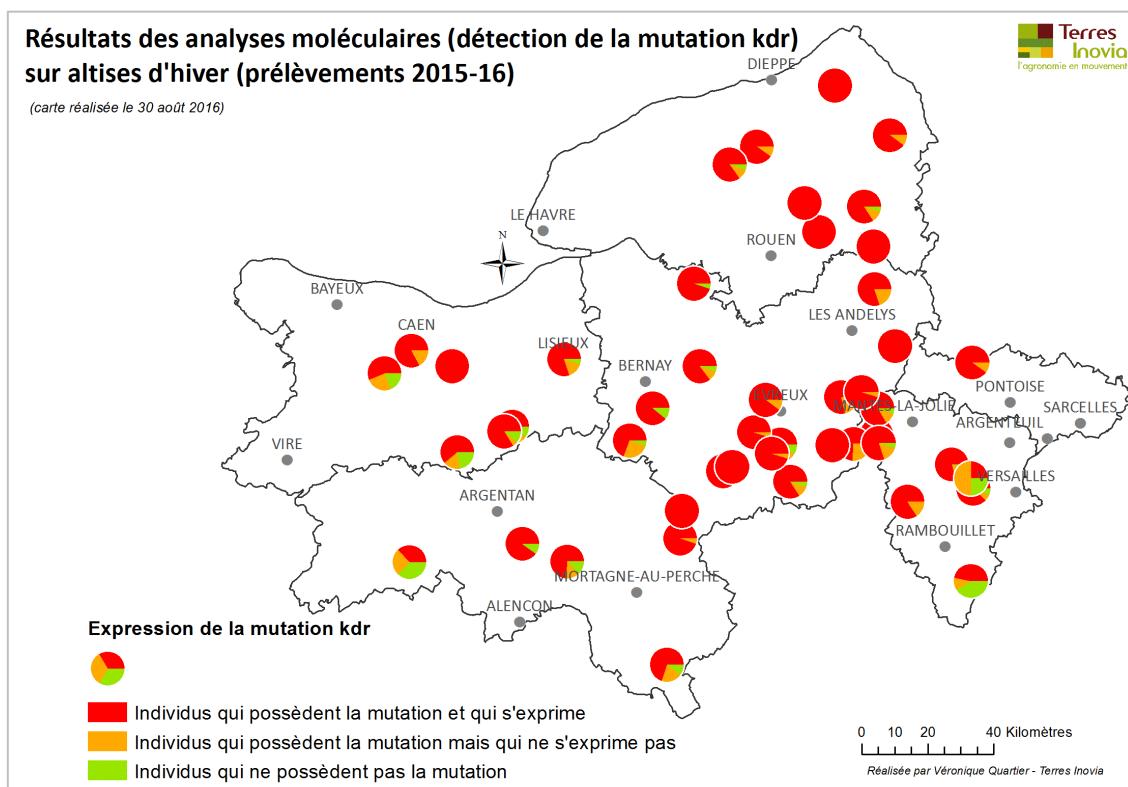 Résultats des analyses moléculaires (détection de la mutation kdr)
sur altises d'hiver (prélèvements 2015-16)
(carte réalisée le 30 août 2016)
Terres
Inovia
l'agronomie en mouvement
DIEPPE
LE HAVRE
N
ROUEN
BAYEUX
CAEN
LISIEUX
LES ANDELYS
BERNAY
PONTOISE
EVREUX
MANTES-LA-JOLIE
SARCELLES
ARGENTEUIL
VIRE
VERSAILLES
ARGENTAN
RAMBOUILLET
MORTAGNE-AU-PERCHE
ALENCON
Expression de la mutation kdr
Individus qui possèdent la mutation et qui s'exprime
Individus qui possèdent la mutation mais qui ne s'exprime pas
Individus qui ne possèdent pas la mutation
0 10 20 40 Kilomètres
Réalisée par Véronique Quartier - Terres Inovia